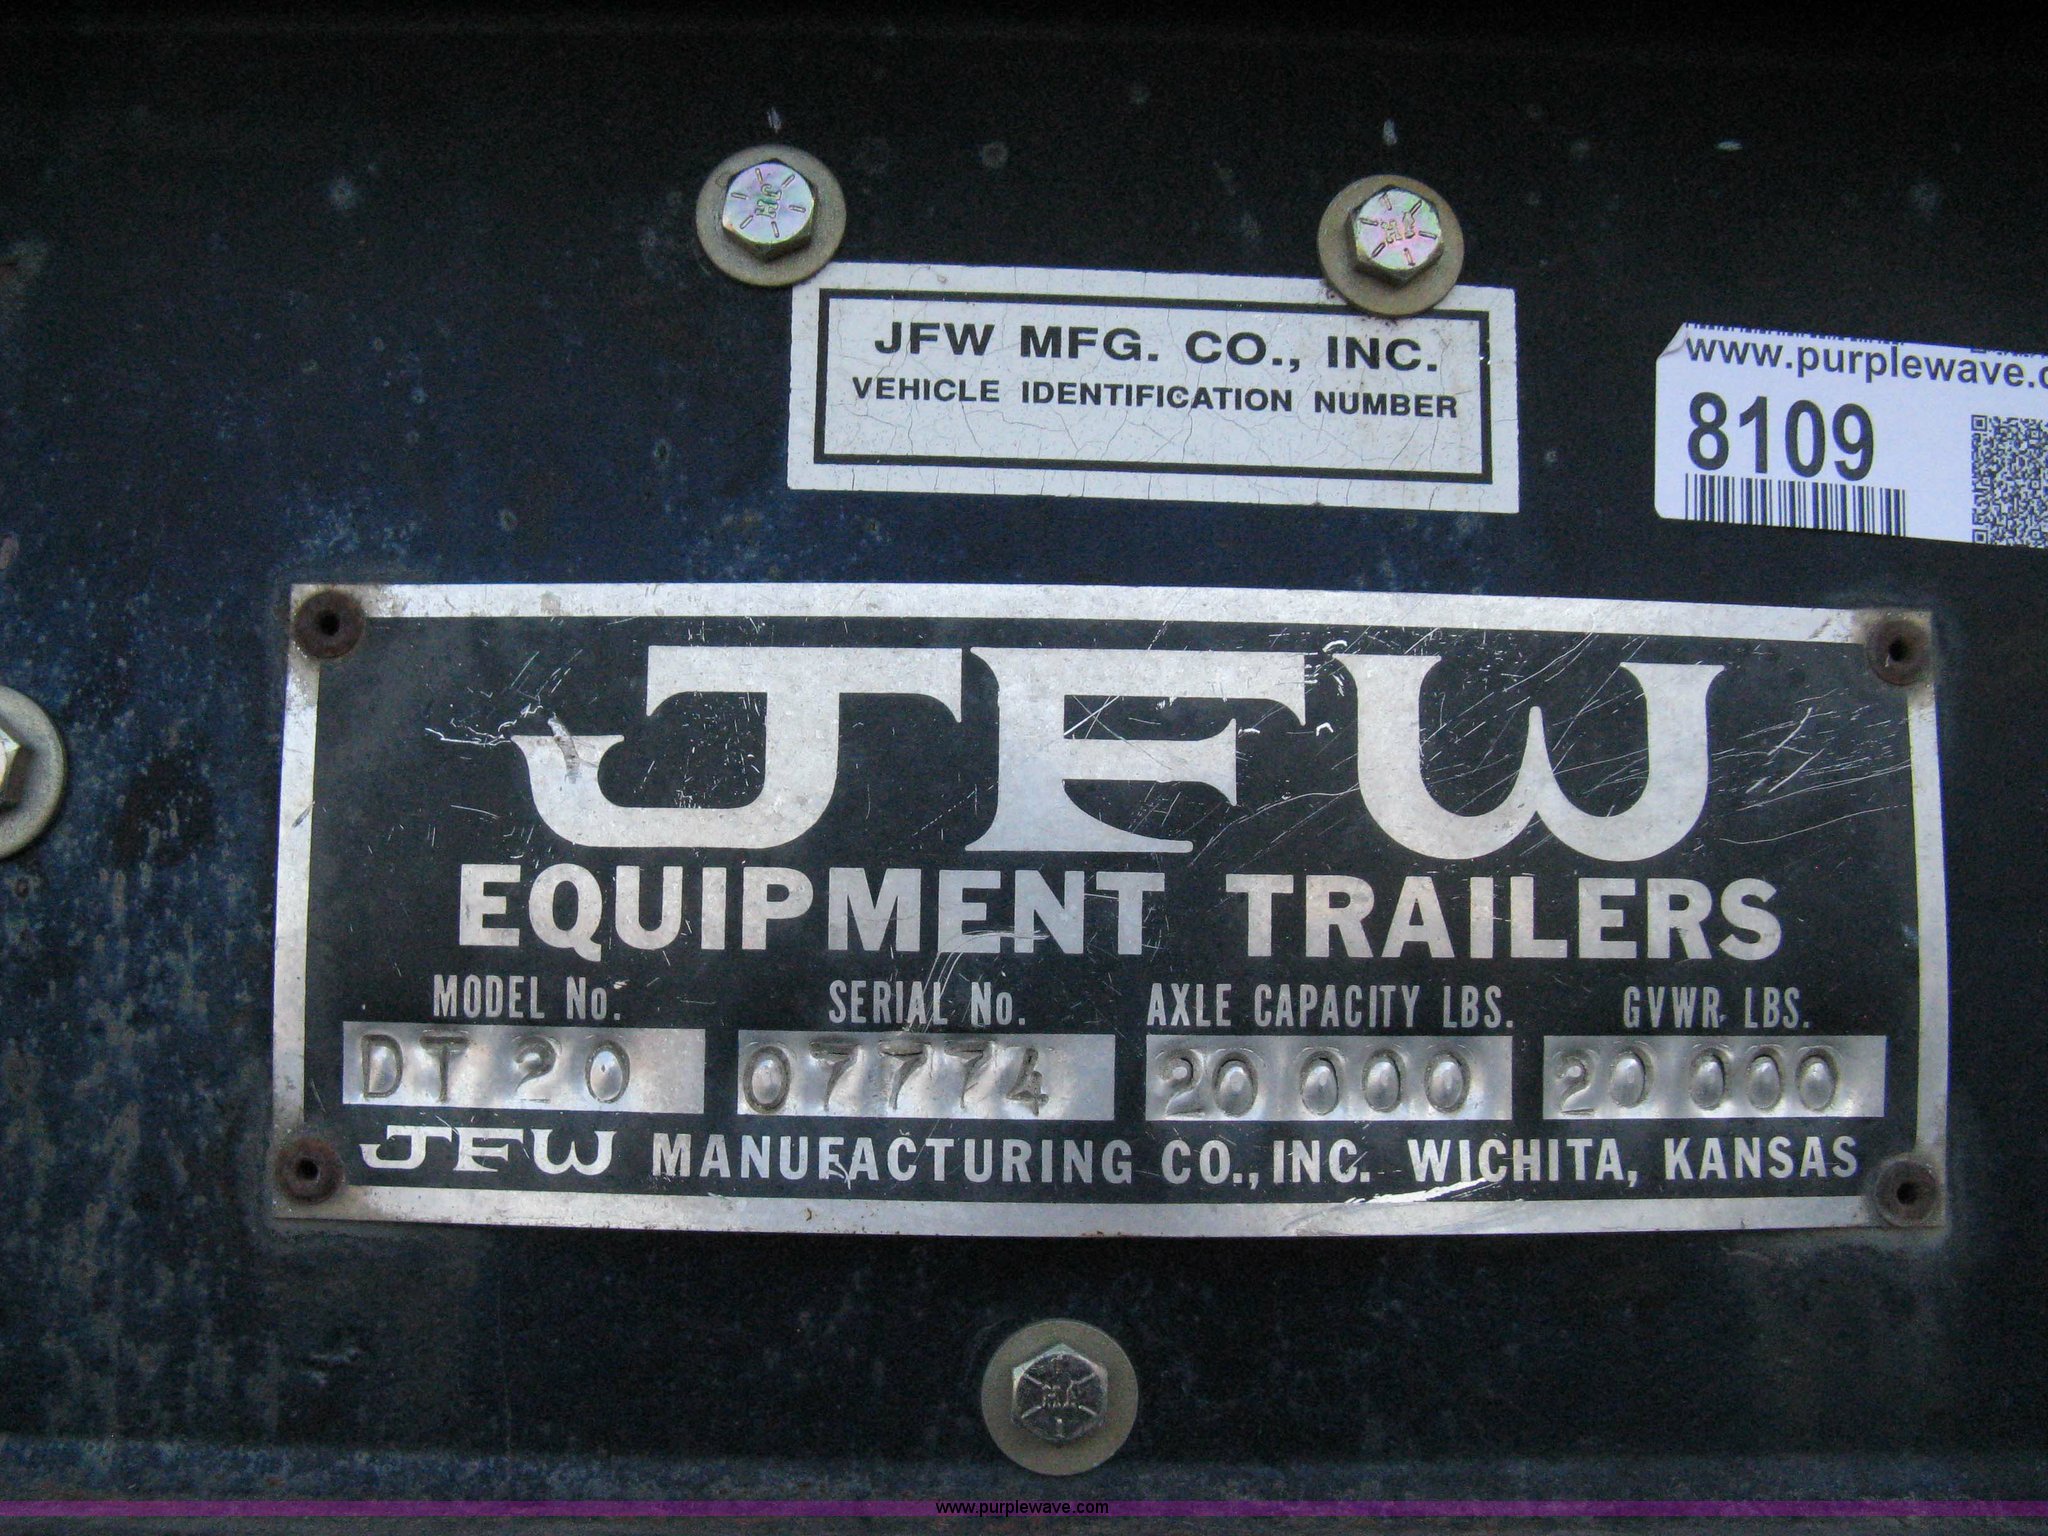 JFW MFG. CO., INC.
VEHICLE IDENTIFICATION NUMBER
www.purplewave.c
8109
JFW
EQUIPMENT TRAILERS
MODEL No. SERIAL No. AXLE CAPACITY LBS. GVWR LBS.
DT 20 07774 20 000 20 000
JFW MANUFACTURING CO., INC. WICHITA, KANSAS
www.purplewave.com